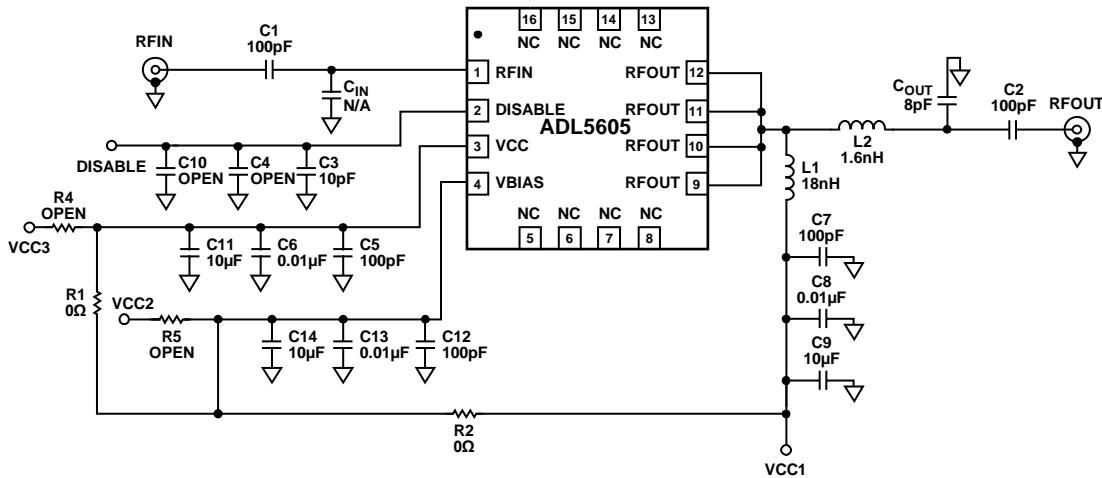 16 15 14 13
NC NC NC NC
RFIN
C1
100pF
1 RFIN
RFOUT 12
C_IN
N/A
C_OUT
8pF
C2
100pF
RFOUT
2 DISABLE
RFOUT 11
ADL5605
DISABLE
C10
OPEN
C4
OPEN
C3
10pF
3 VCC
RFOUT 10
L2
1.6nH
L1
18nH
4 VBIAS
RFOUT 9
R4
OPEN
VCC3
NC NC NC NC
5 6 7 8
C11
10µF
C6
0.01µF
C5
100pF
C7
100pF
R1
0Ω
VCC2
R5
OPEN
C14
10µF
C13
0.01µF
C12
100pF
C8
0.01µF
C9
10µF
R2
0Ω
VCC1